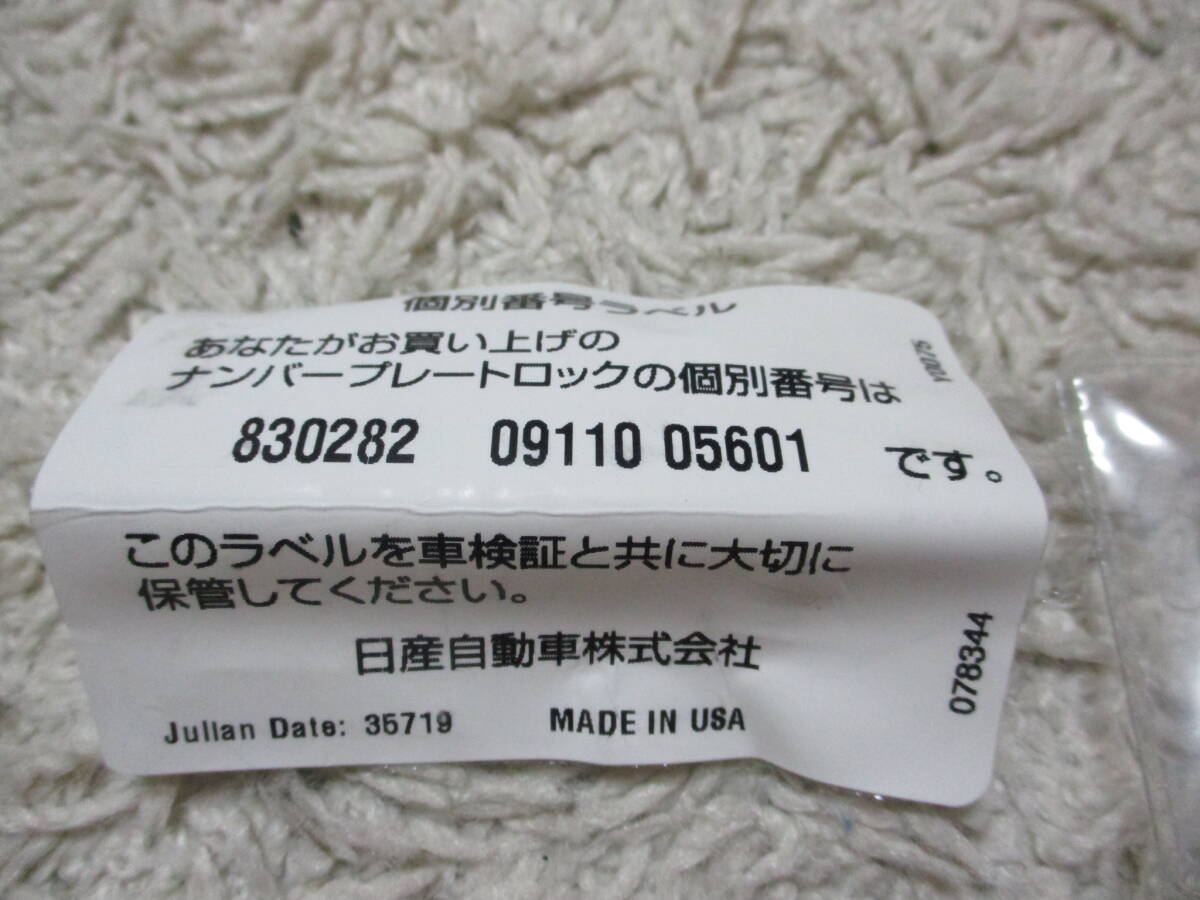 個別番号ラベル
あなたがお買い上げの
ナンバープレートロックの個別番号は
830282 09110 05601 です。
このラベルを車検証と共に大切に
保管してください。
日産自動車株式会社
Julian Date: 35719 MADE IN USA
078344